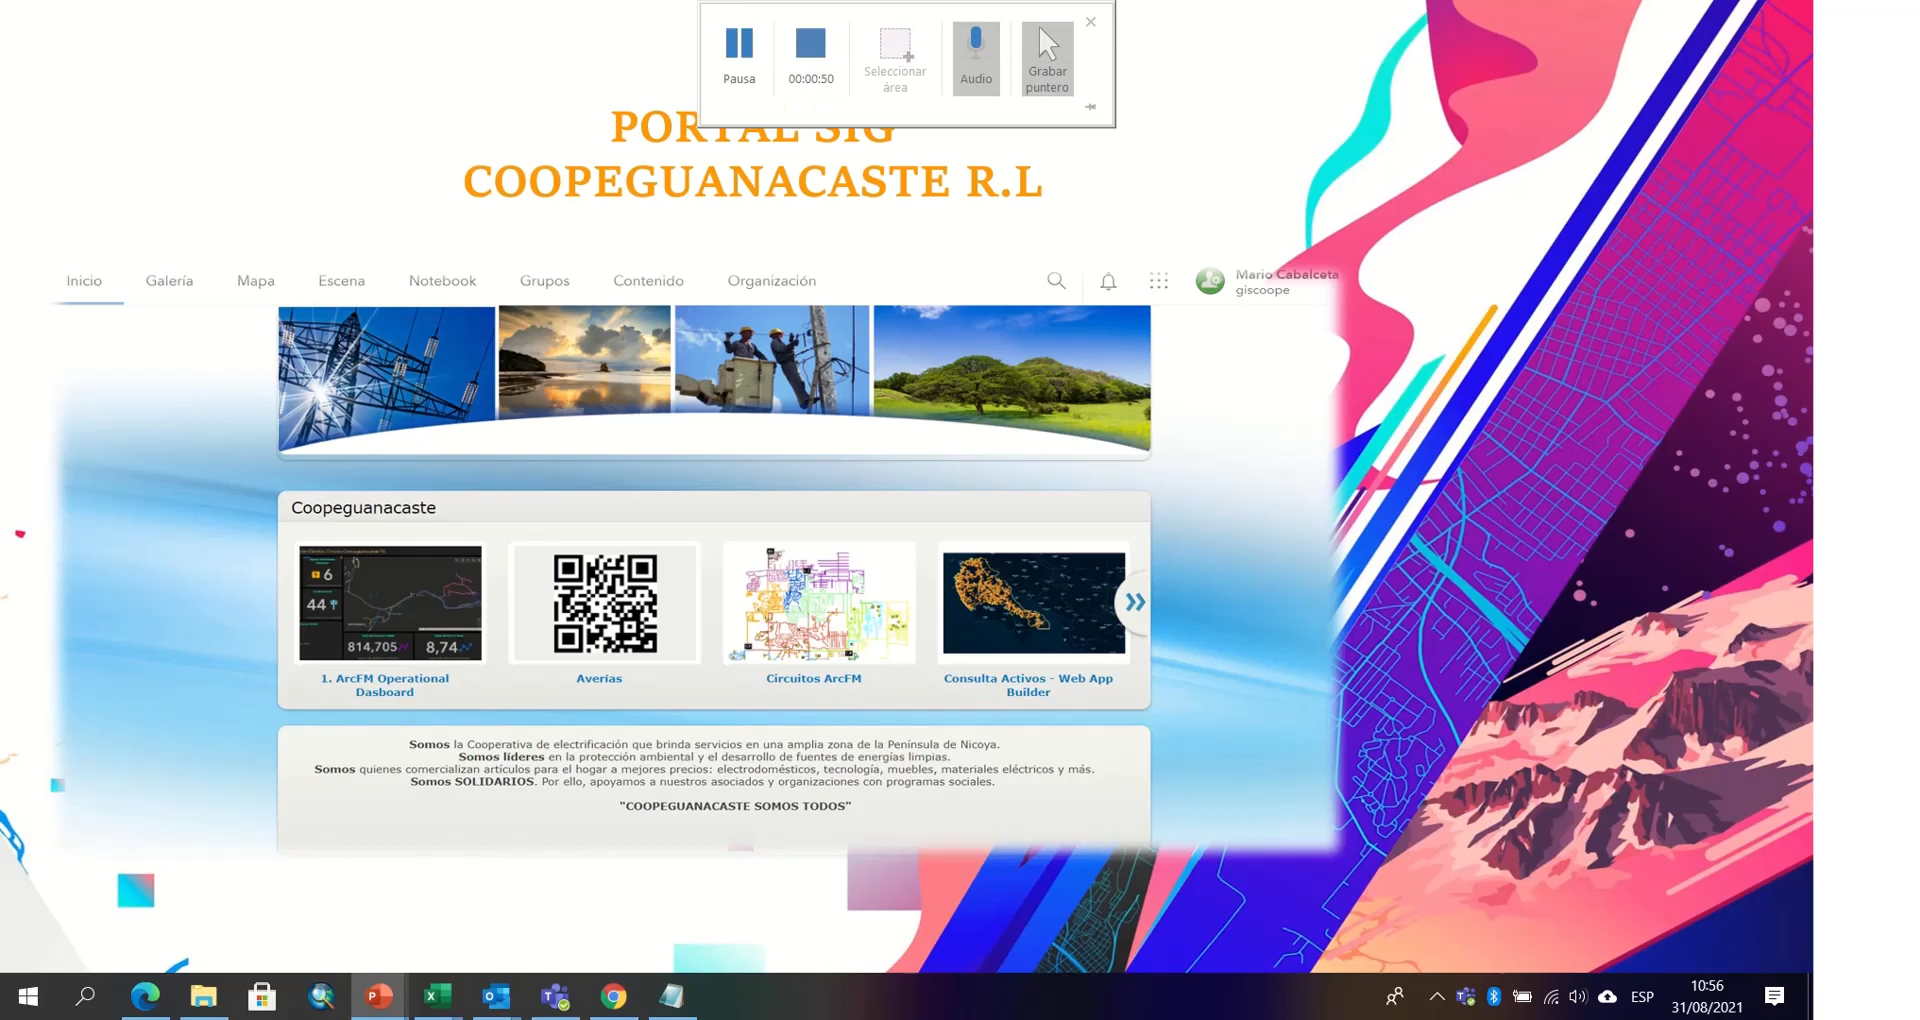 Pausa
00:00:50
Seleccionar
área
Audio
Grabar
puntero
PORTAL SIG
COOPEGUANACASTE R.L
Inicio Galería Mapa Escena Notebook Grupos Contenido Organización
Mario Cabalceta
giscoope
Coopeguanacaste
6
44
814,705
8,74
1. ArcFM Operational
Dasboard
Averías
Circuitos ArcFM
Consulta Activos - Web App
Builder
Somos la Cooperativa de electrificación que brinda servicios en una amplia zona de la Península de Nicoya.
Somos líderes en la protección ambiental y el desarrollo de fuentes de energías limpias.
Somos quienes comercializan artículos para el hogar a mejores precios: electrodomésticos, tecnología, muebles, materiales eléctricos y más.
Somos SOLIDARIOS. Por ello, apoyamos a nuestros asociados y organizaciones con programas sociales.
"COOPEGUANACASTE SOMOS TODOS"
ESP
10:56
31/08/2021